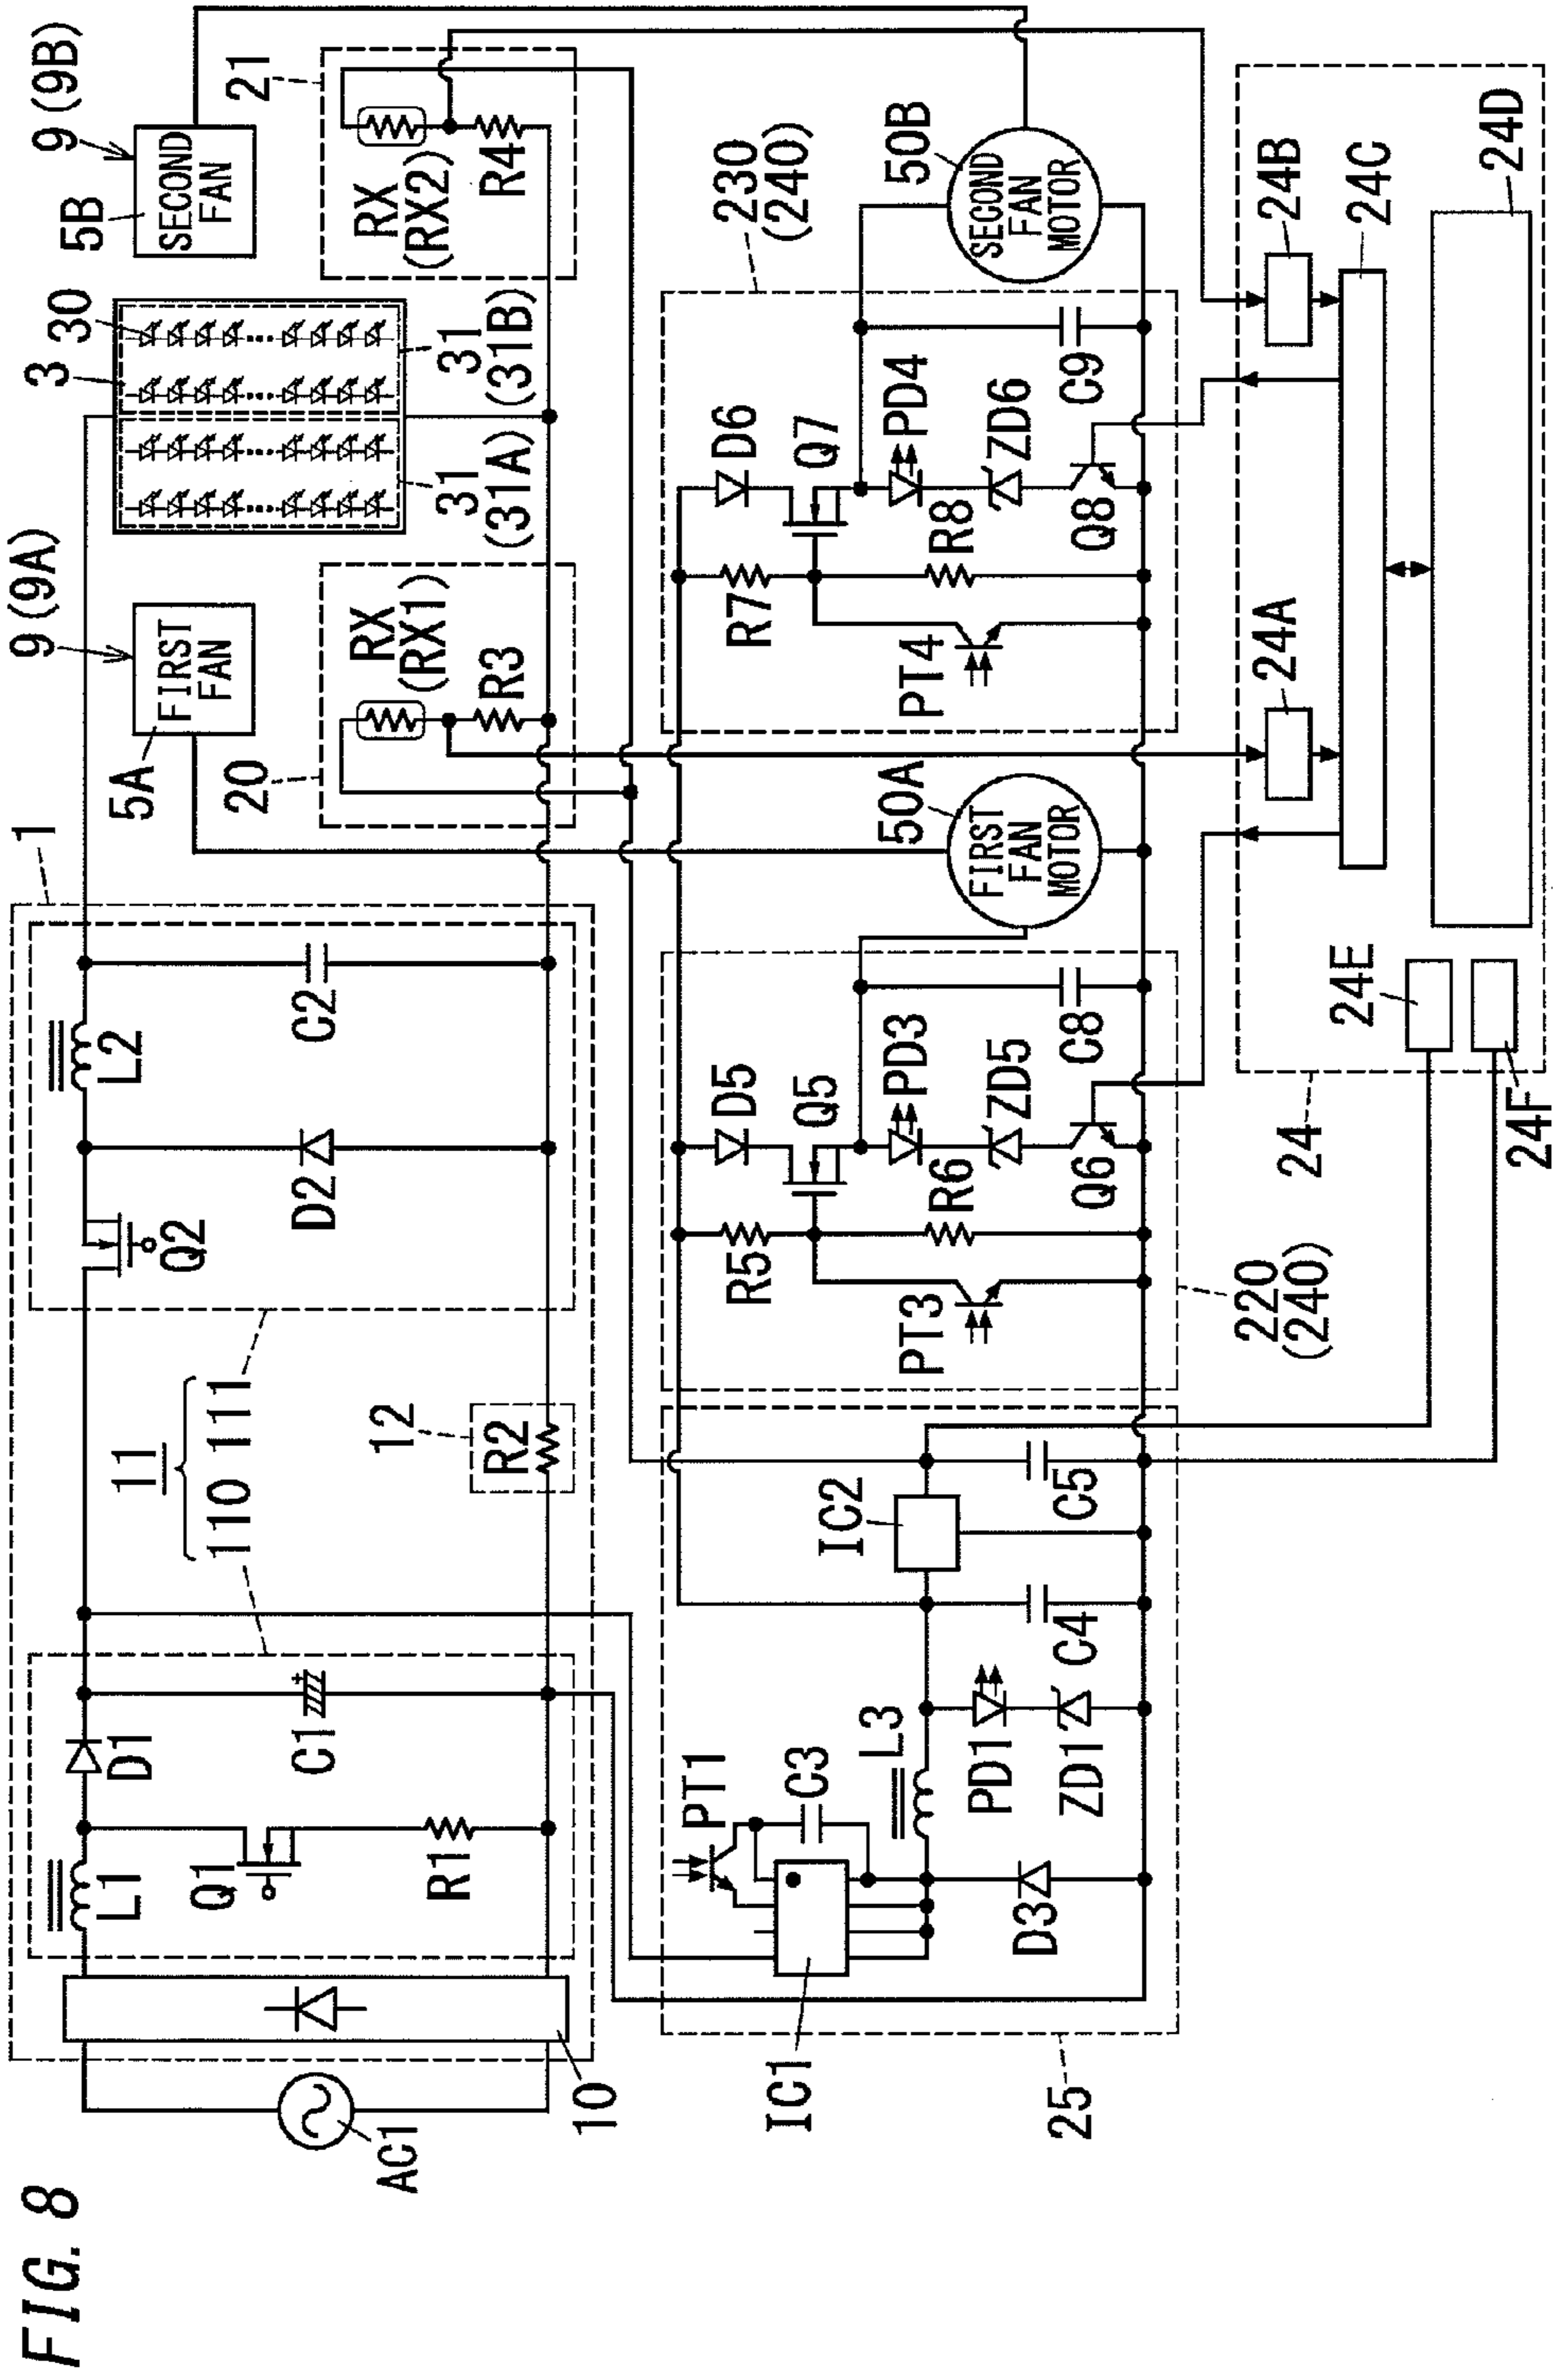 FIG. 8
1
11
110 111
L1
D1
Q1
R1
C1
Q2
D2
L2
C2
12
R2
10
AC1
9(9A)
5A
FIRST
FAN
20
RX
(RX1)
R3
3
30
31
(31A)
31
(31B)
9(9B)
5B
SECOND
FAN
21
RX
(RX2)
R4
25
IC1
PT1
C3
L3
D3
PD1
ZD1
C4
IC2
C5
220
(240)
R5
D5
Q5
PT3
R6
PD3
ZD5
Q6
C8
50A
FIRST
FAN
MOTOR
230
(240)
R7
D6
Q7
PT4
R8
PD4
ZD6
Q8
C9
50B
SECOND
FAN
MOTOR
24
24A
24B
24C
24D
24E
24F